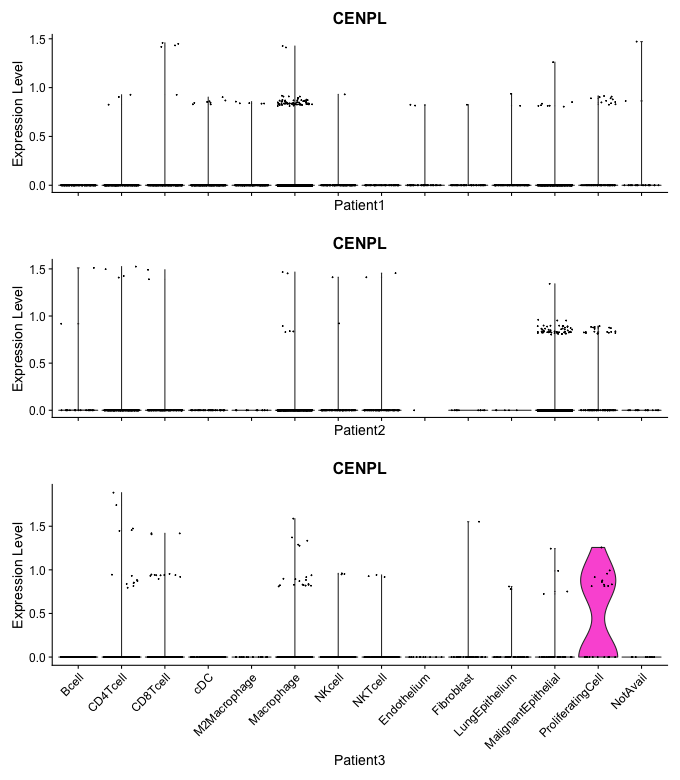 CENPL
1.5
1.0
0.5
0.0
Expression Level
Patient1
CENPL
1.5
1.0
0.5
0.0
Expression Level
Patient2
CENPL
1.5
1.0
0.5
0.0
Expression Level
Bcell
CD4Tcell
CD8Tcell
cDC
M2Macrophage
Macrophage
NKcell
NKTcell
Endothelium
Fibroblast
LungEpithelium
MalignantEpithelial
ProliferatingCell
NotAvail
Patient3